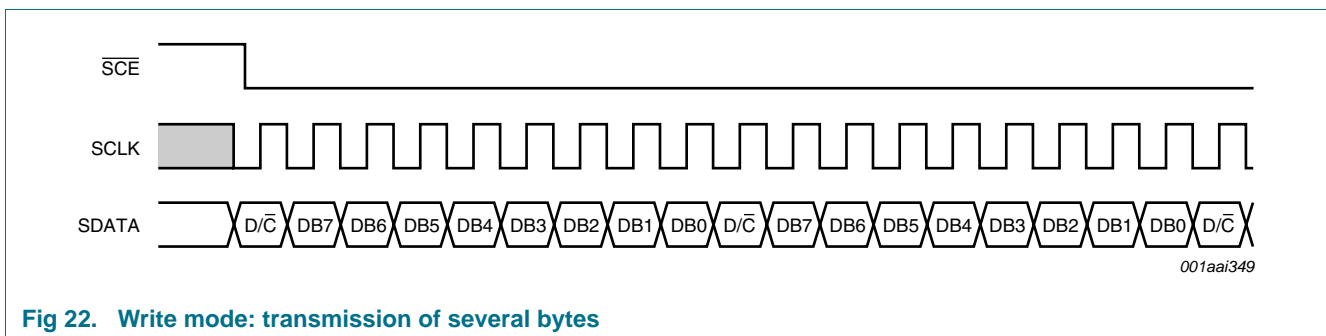 SCE
SCLK
SDATA D/C DB7 DB6 DB5 DB4 DB3 DB2 DB1 DB0 D/C DB7 DB6 DB5 DB4 DB3 DB2 DB1 DB0 D/C
001aai349
Fig 22. Write mode: transmission of several bytes